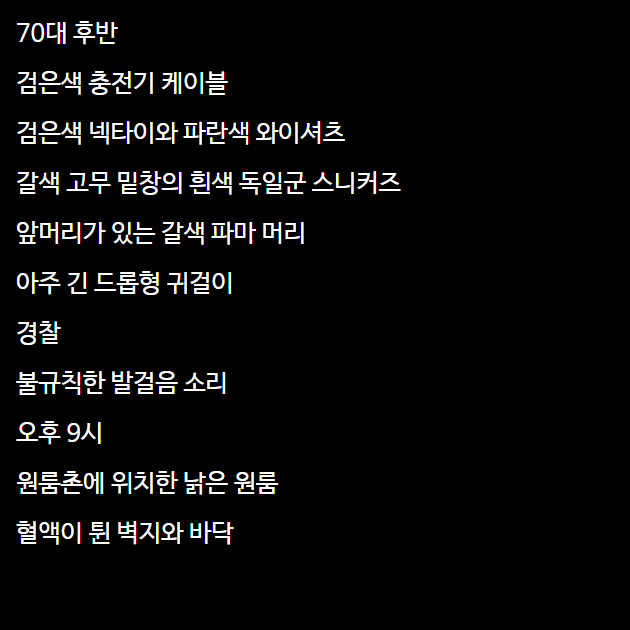 70대 후반
검은색 충전기 케이블
검은색 넥타이와 파란색 와이셔츠
갈색 고무 밑창의 흰색 독일군 스니커즈
앞머리가 있는 갈색 파마 머리
아주 긴 드롭형 귀걸이
경찰
불규칙한 발걸음 소리
오후 9시
원룸촌에 위치한 낡은 원룸
혈액이 튄 벽지와 바닥